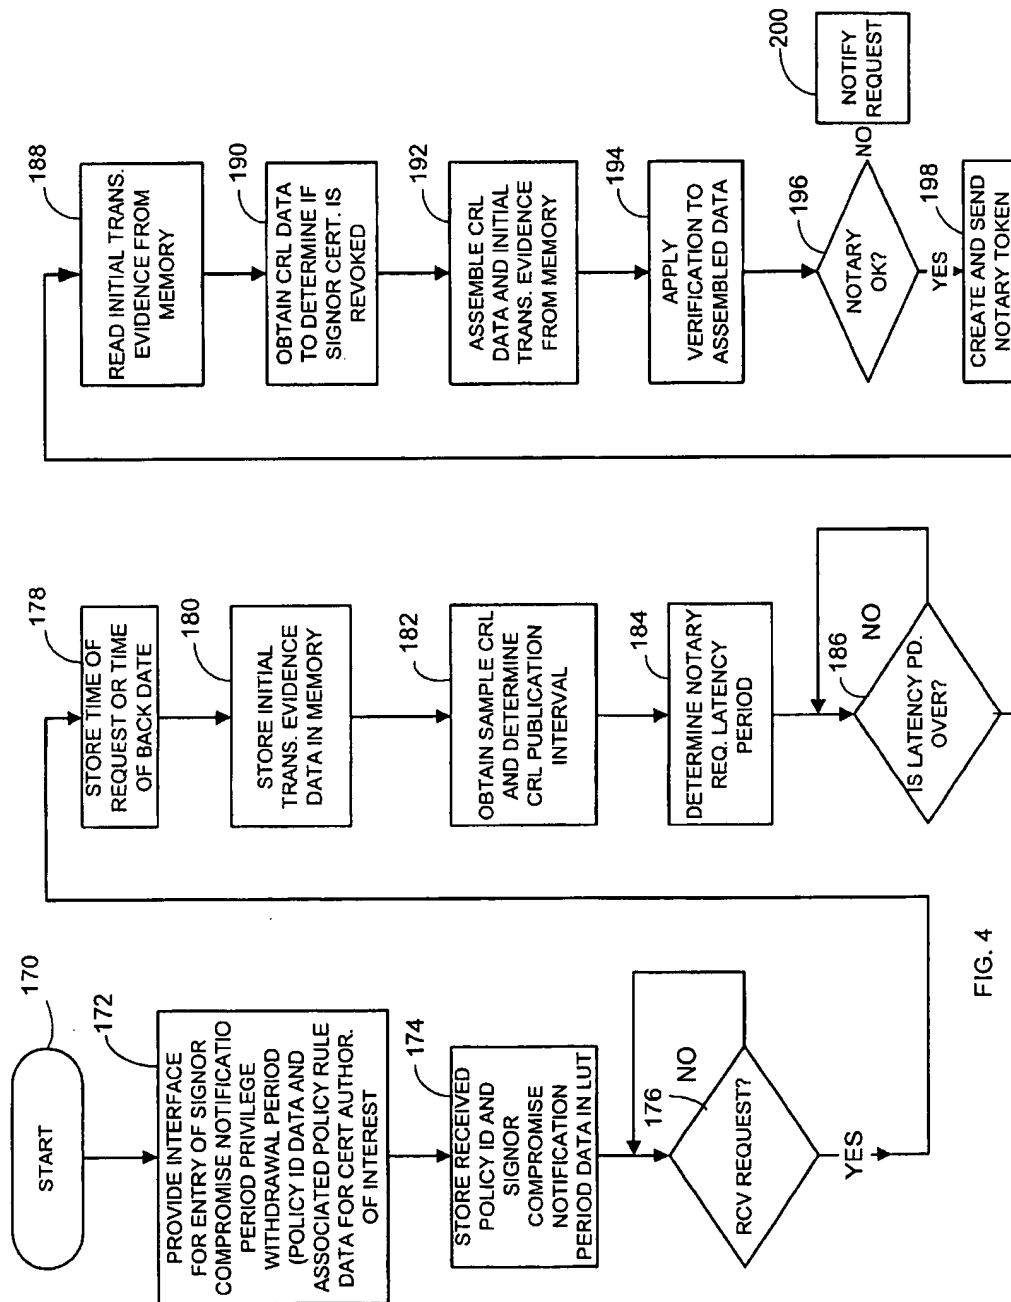 170
START
172
PROVIDE INTERFACE
FOR ENTRY OF SIGNOR
COMPROMISE NOTIFICATIO
PERIOD PRIVILEGE
WITHDRAWAL PERIOD
(POLICY ID DATA AND
ASSOCIATED POLICY RULE
DATA FOR CERT AUTHOR.
OF INTEREST
174
STORE RECEIVED
POLICY ID AND
SIGNOR
COMPROMISE
NOTIFICATION
PERIOD DATA IN LUT
176
NO
RCV REQUEST?
YES
178
STORE TIME OF
REQUEST OR TIME
OF BACK DATE
180
STORE INITIAL
TRANS. EVIDENCE
DATA IN MEMORY
182
OBTAIN SAMPLE CRL
AND DETERMINE
CRL PUBLICATION
INTERVAL
184
DETERMINE NOTARY
REQ. LATENCY
PERIOD
186
NO
IS LATENCY PD.
OVER?
188
READ INITIAL TRANS.
EVIDENCE FROM
MEMORY
190
OBTAIN CRL DATA
TO DETERMINE IF
SIGNOR CERT. IS
REVOKED
192
ASSEMBLE CRL
DATA AND INITIAL
TRANS. EVIDENCE
FROM MEMORY
194
APPLY
VERIFICATION TO
ASSEMBLED DATA
196
NOTARY
OK?
NO
200
NOTIFY
REQUEST
YES
198
CREATE AND SEND
NOTARY TOKEN
FIG. 4